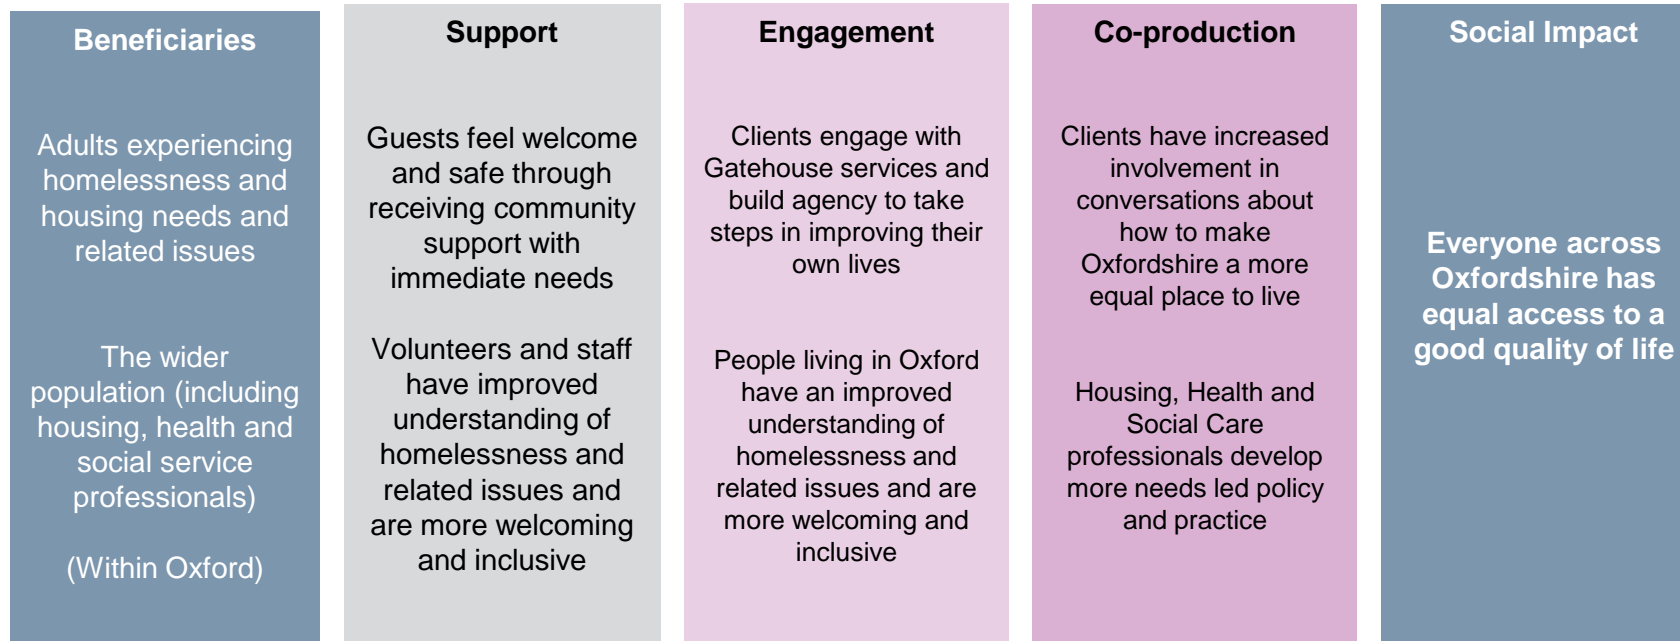 Beneficiaries
Adults experiencing
homelessness and
housing needs and
related issues
The wider
population (including
housing, health and
social service
professionals)
(Within Oxford)
Support
Guests feel welcome
and safe through
receiving community
support with
immediate needs
Volunteers and staff
have improved
understanding of
homelessness and
related issues and
are more welcoming
and inclusive
Engagement
Clients engage with
Gatehouse services and
build agency to take
steps in improving their
own lives
People living in Oxford
have an improved
understanding of
homelessness and
related issues and are
more welcoming and
inclusive
Co-production
Clients have increased
involvement in
conversations about
how to make
Oxfordshire a more
equal place to live
Housing, Health and
Social Care
professionals develop
more needs led policy
and practice
Social Impact
Everyone across
Oxfordshire has
equal access to a
good quality of life